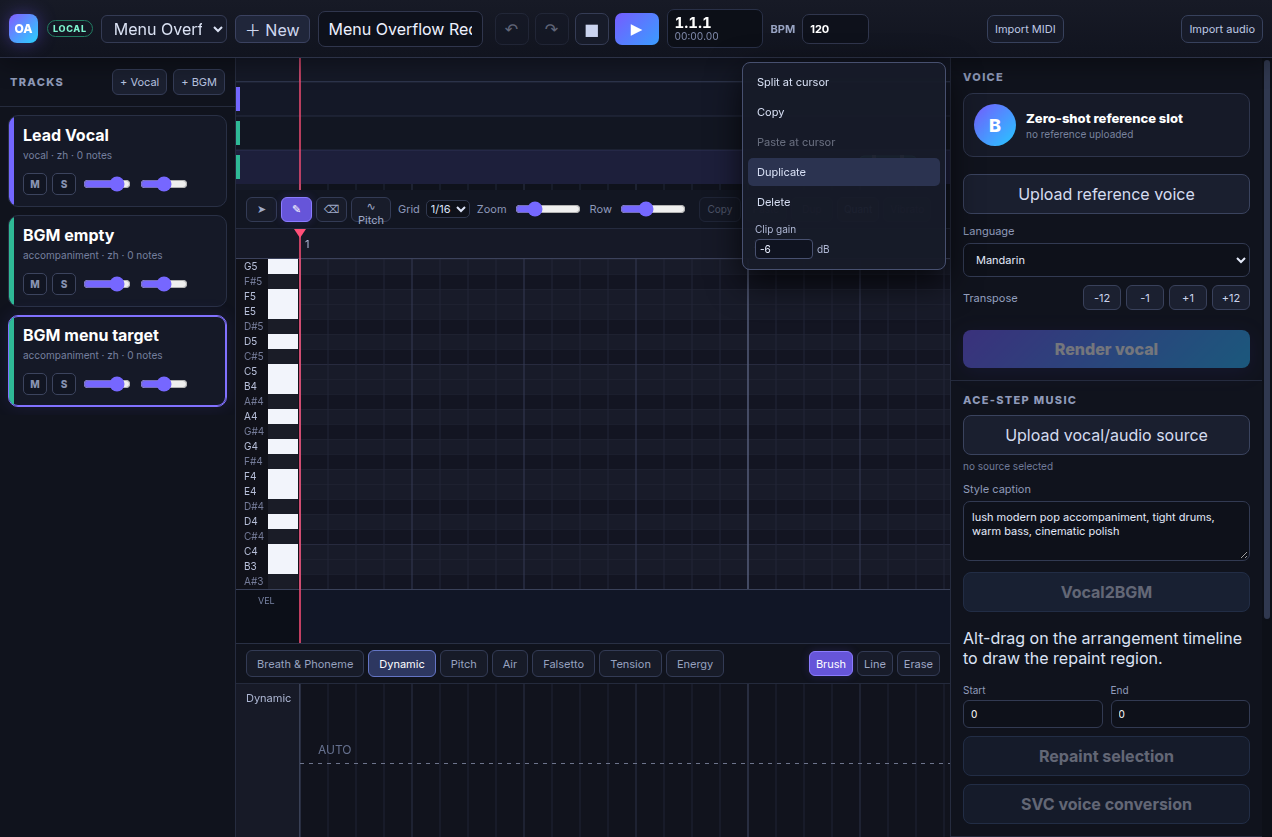 OA LOCAL Menu Overf + New Menu Overflow Rec 1.1.1 BPM 120 Import MIDI Import audio
00:00.00
TRACKS + Vocal + BGM
Lead Vocal
vocal · zh · 0 notes
M S
BGM empty
accompaniment · zh · 0 notes
M S
BGM menu target
accompaniment · zh · 0 notes
M S
Split at cursor
Copy
Paste at cursor
Duplicate
Delete
Clip gain
-6 dB
Pitch Grid 1/16 Zoom Row Copy
1
G5
F#5
F5
E5
D#5
D5
C#5
C5
B4
A#4
A4
G#4
G4
F#4
F4
E4
D#4
D4
C#4
C4
B3
A#3
VEL
Breath & Phoneme Dynamic Pitch Air Falsetto Tension Energy Brush Line Erase
Dynamic
AUTO
VOICE
B Zero-shot reference slot
no reference uploaded
Upload reference voice
Language
Mandarin
Transpose -12 -1 +1 +12
Render vocal
ACE-STEP MUSIC
Upload vocal/audio source
no source selected
Style caption
lush modern pop accompaniment, tight drums,
warm bass, cinematic polish
Vocal2BGM
Alt-drag on the arrangement timeline
to draw the repaint region.
Start End
0 0
Repaint selection
SVC voice conversion